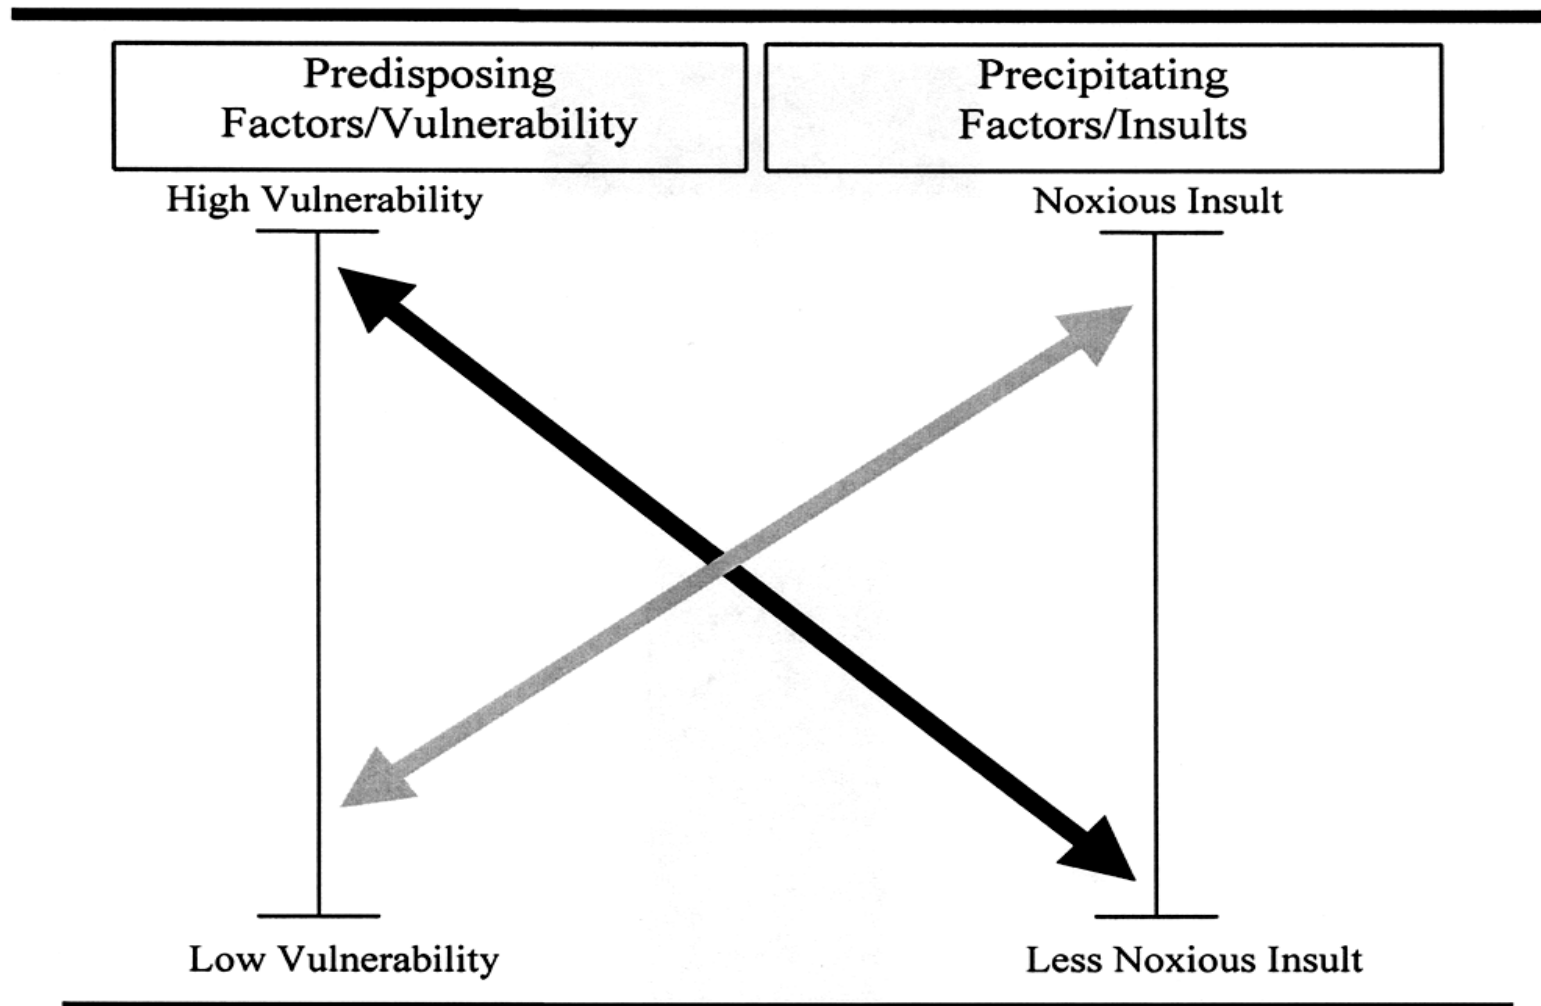 Predisposing
Factors/Vulnerability
Precipitating
Factors/Insults
High Vulnerability
Noxious Insult
Low Vulnerability
Less Noxious Insult